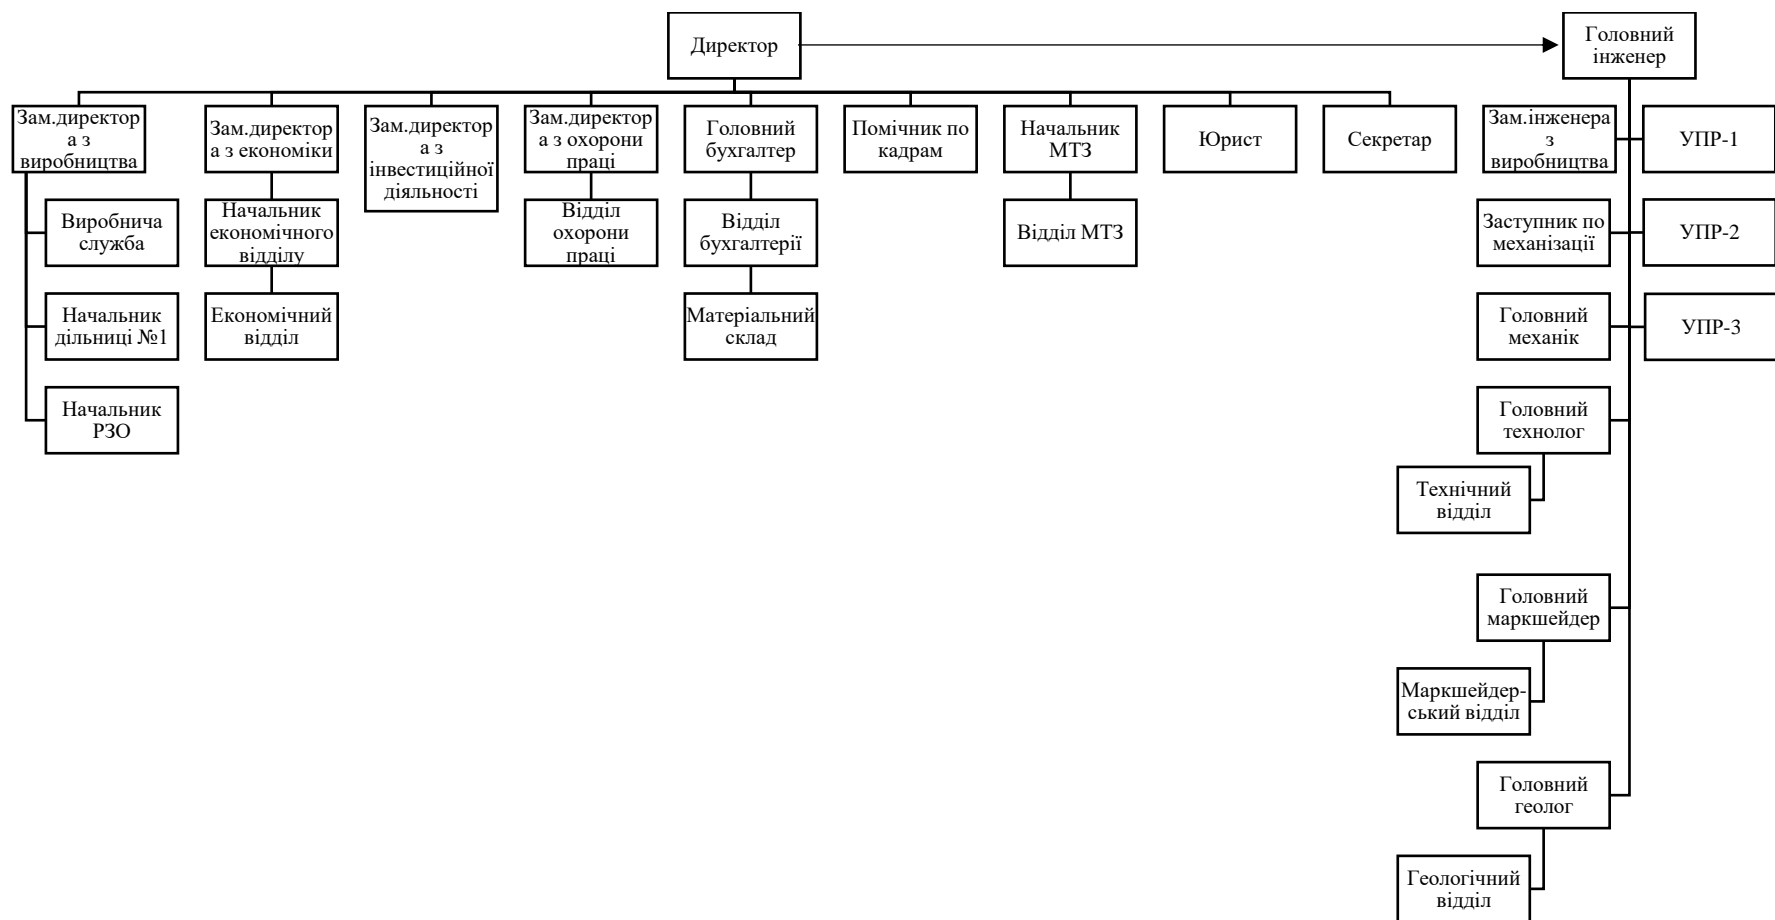 Директор
Головний
інженер
Зам.директор
а з
виробництва
Зам.директор
а з економіки
Зам.директор
а з
інвестиційної
діяльності
Зам.директор
а з охорони
праці
Головний
бухгалтер
Помічник по
кадрам
Начальник
МТЗ
Юрист
Секретар
Зам.інженера
з
виробництва
УПР-1
Виробнича
служба
Начальник
економічного
відділу
Відділ
охорони
праці
Відділ
бухгалтерії
Відділ МТЗ
Заступник по
механізації
УПР-2
Начальник
дільниці №1
Економічний
відділ
Матеріальний
склад
Головний
механік
УПР-3
Начальник
РЗО
Головний
технолог
Технічний
відділ
Головний
маркшейдер
Маркшейдер-
ський відділ
Головний
геолог
Геологічний
відділ